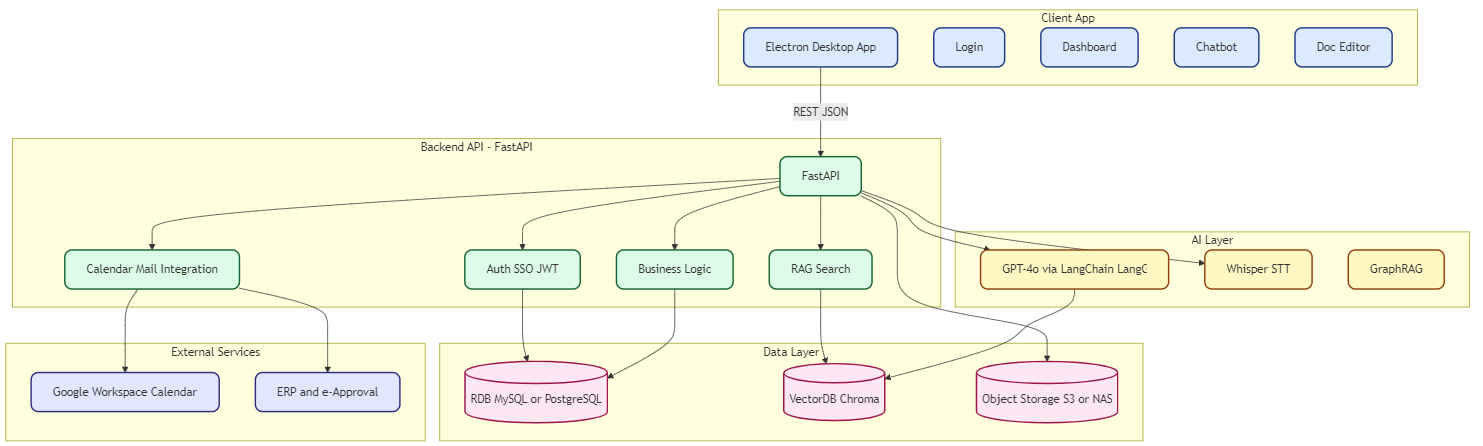 Client App
Electron Desktop App
Login
Dashboard
Chatbot
Doc Editor
REST JSON
Backend API - FastAPI
FastAPI
AI Layer
Calendar Mail Integration
Auth SSO JWT
Business Logic
RAG Search
GPT-4o via LangChain LangC
Whisper STT
GraphRAG
External Services
Data Layer
Google Workspace Calendar
ERP and e-Approval
RDB MySQL or PostgreSQL
VectorDB Chroma
Object Storage S3 or NAS